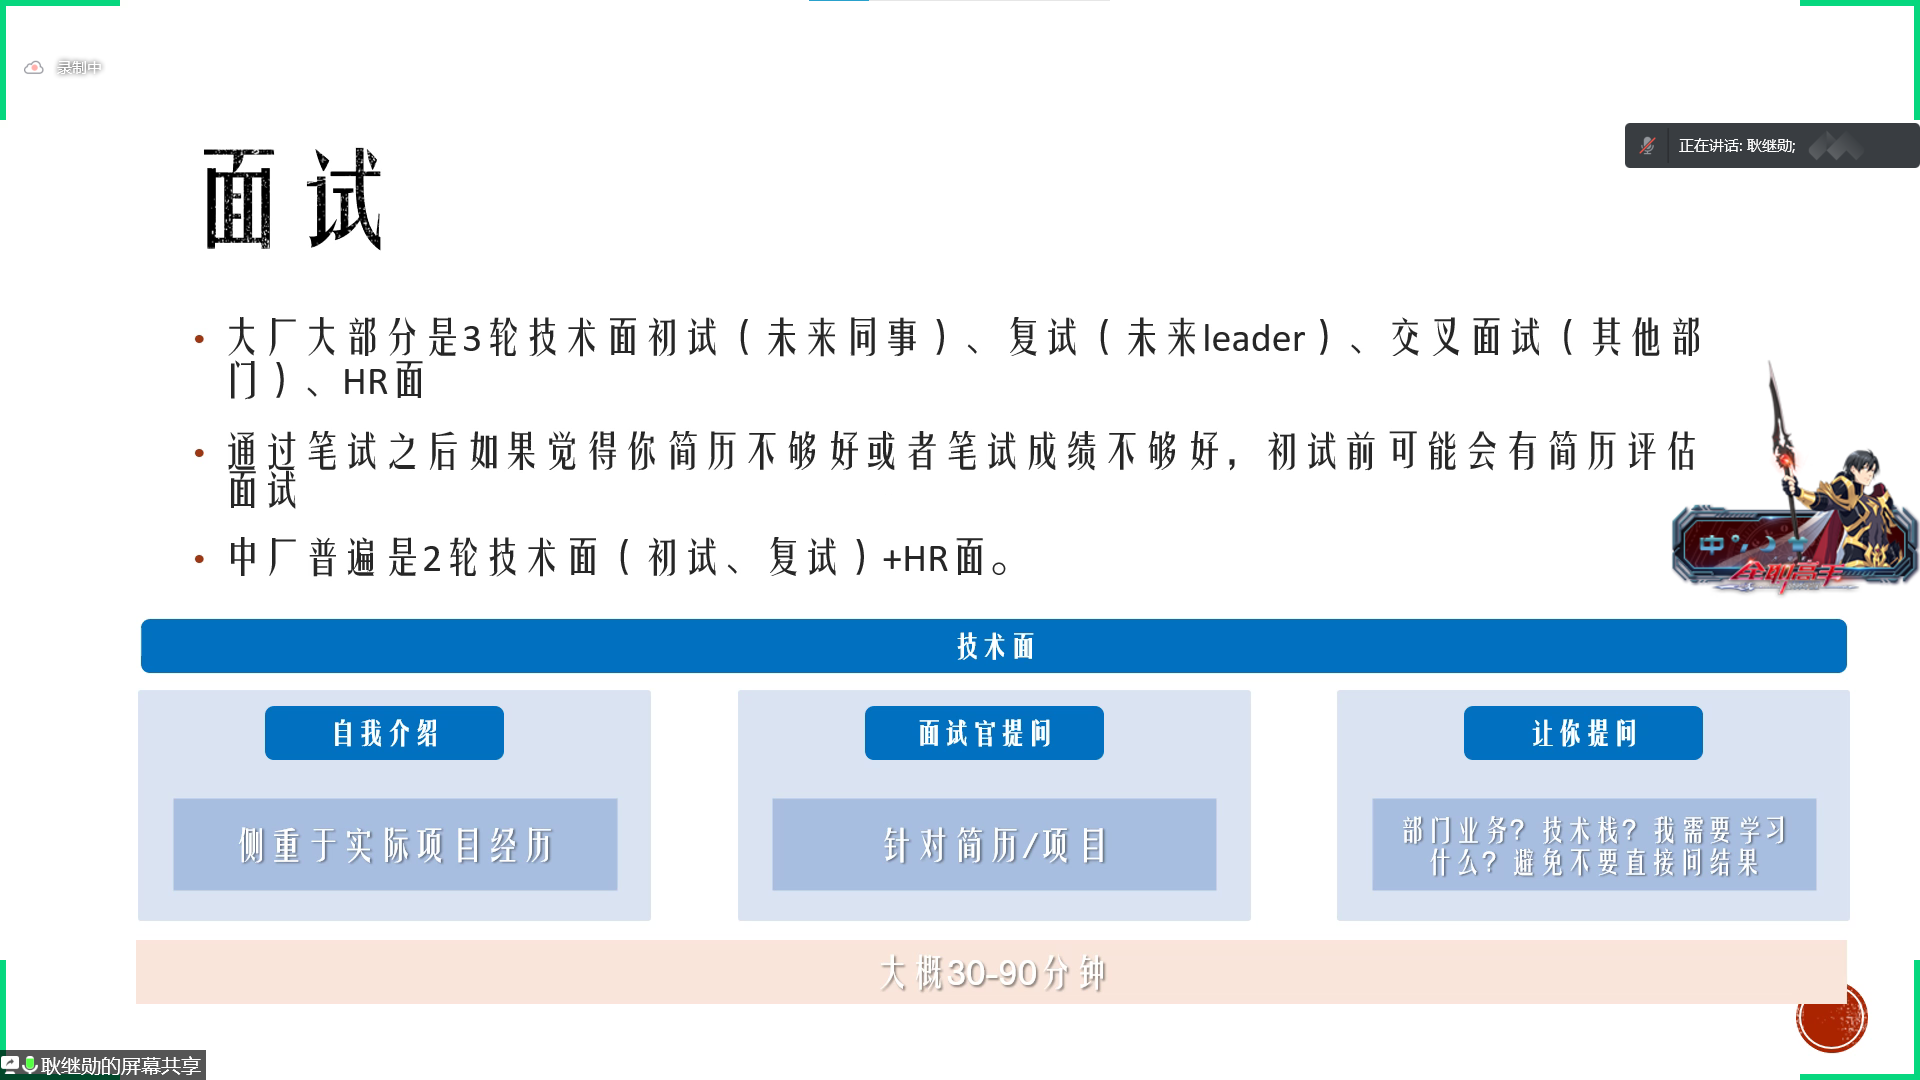 录制中
正在讲话: 耿继勋;
面试
大厂大部分是3轮技术面初试（未来同事）、复试（未来leader）、交叉面试（其他部
门）、HR面
通过笔试之后如果觉得你简历不够好或者笔试成绩不够好，初试前可能会有简历评估
面试
中厂普遍是2轮技术面（初试、复试）+HR面。
中
全职高手
技术面
自我介绍
面试官提问
让你提问
侧重于实际项目经历
针对简历/项目
部门业务？技术栈？我需要学习
什么？避免不要直接问结果
大概30-90分钟
耿继勋的屏幕共享